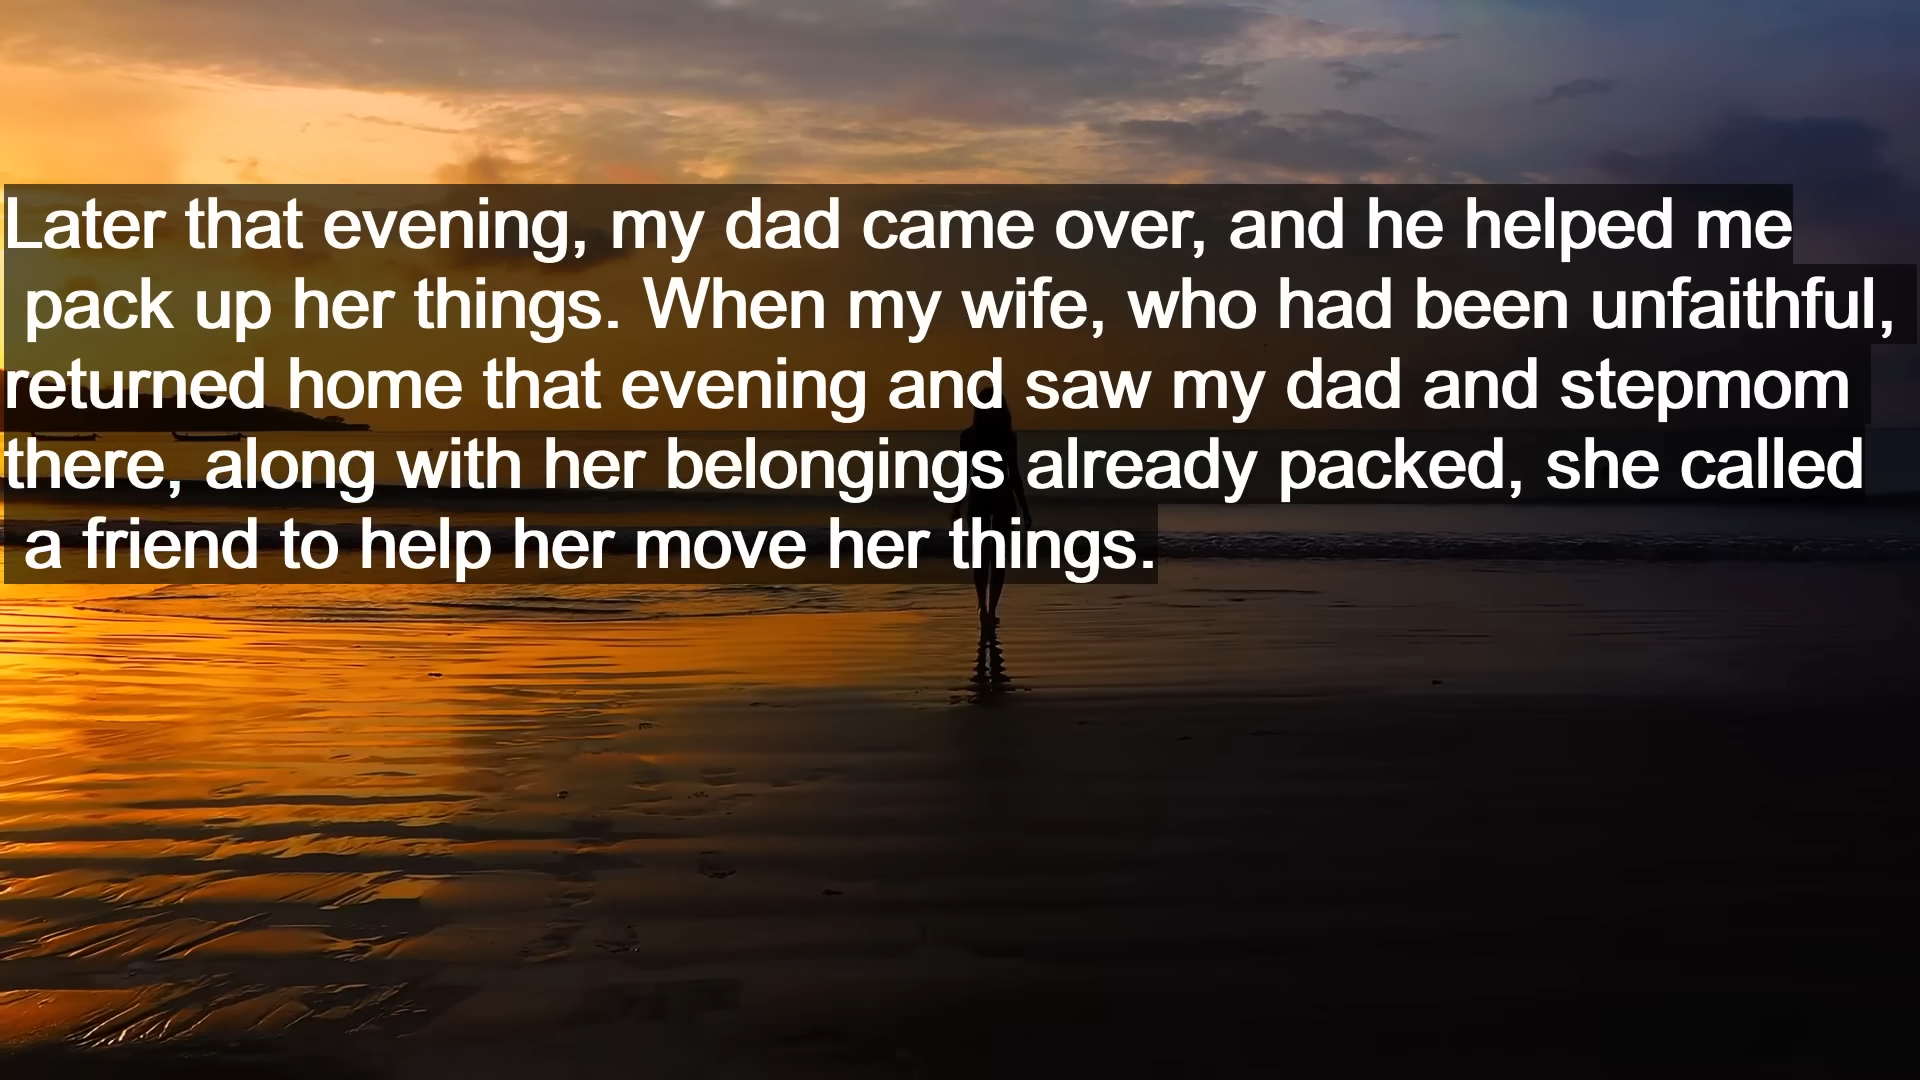 Later that evening, my dad came over, and he helped me
pack up her things. When my wife, who had been unfaithful,
returned home that evening and saw my dad and stepmom
there, along with her belongings already packed, she called
a friend to help her move her things.